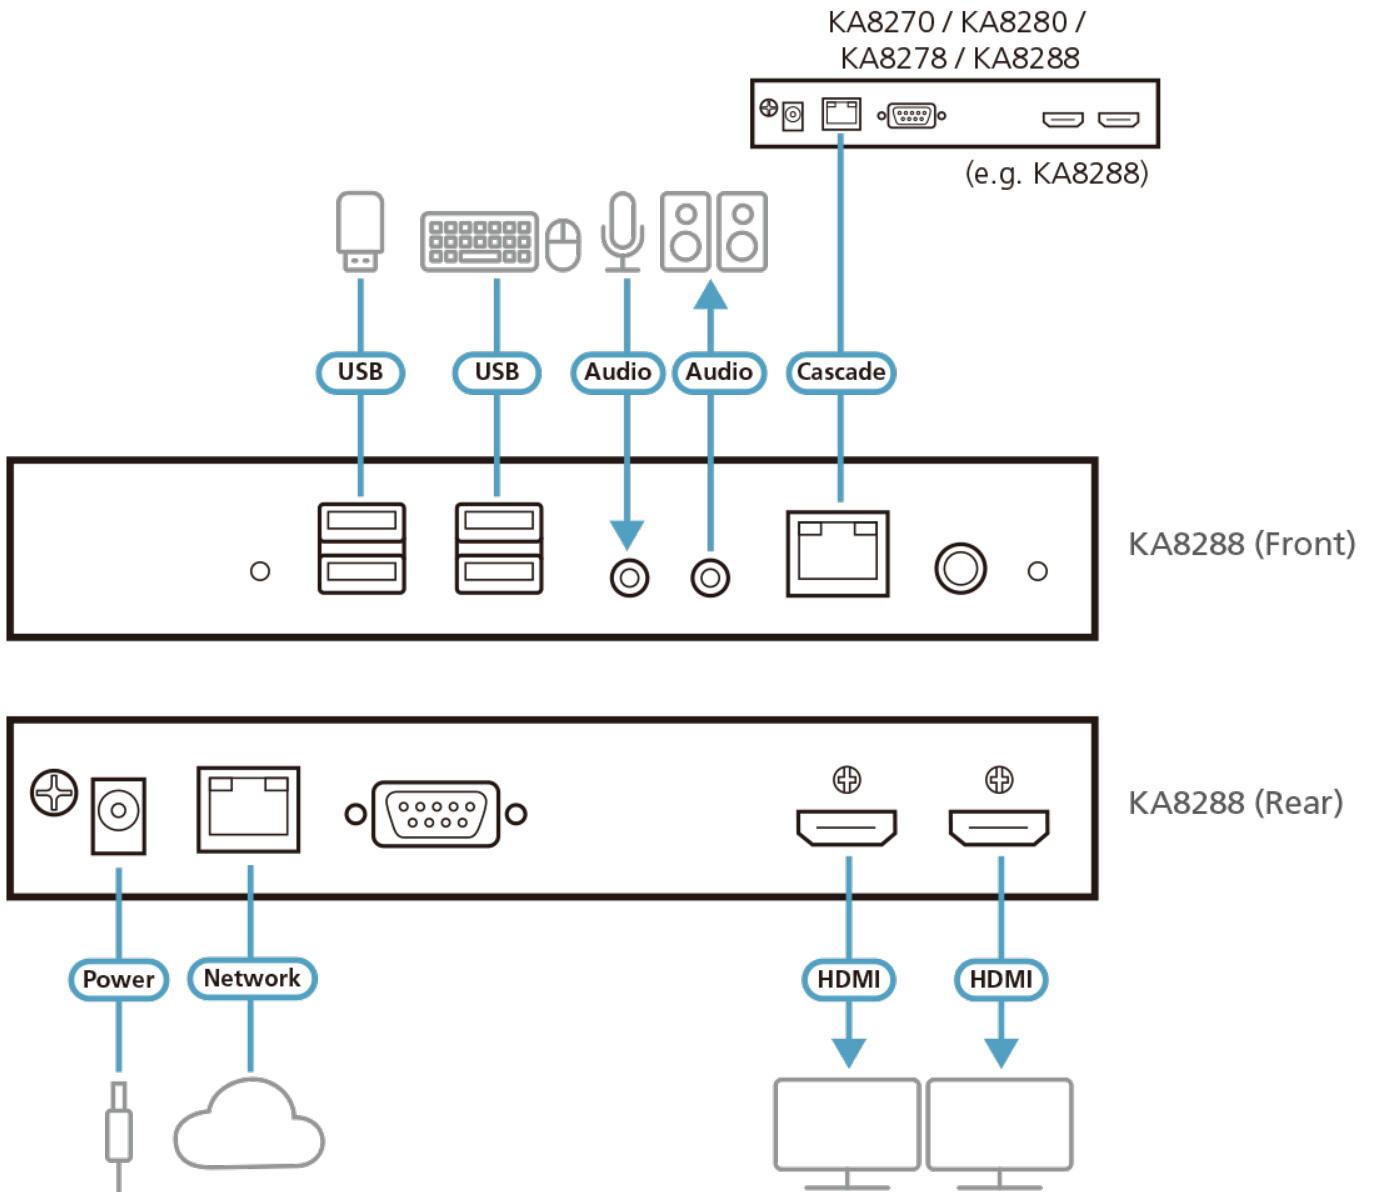 KA8270 / KA8280 /
KA8278 / KA8288
(e.g. KA8288)
USB
USB
Audio
Audio
Cascade
KA8288 (Front)
KA8288 (Rear)
Power
Network
HDMI
HDMI